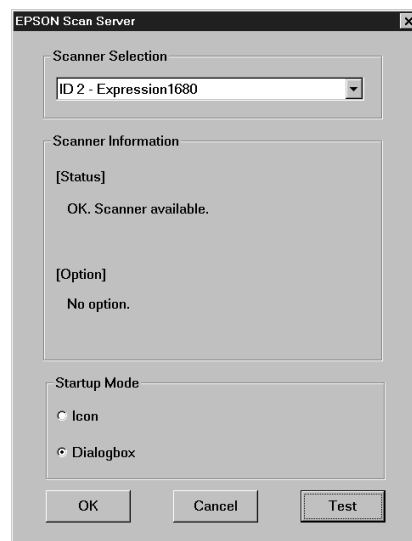 EPSON Scan Server
Scanner Selection
ID 2 - Expression1680
Scanner Information
[Status]
OK. Scanner available.
[Option]
No option.
Startup Mode
Icon
Dialogbox
OK Cancel Test